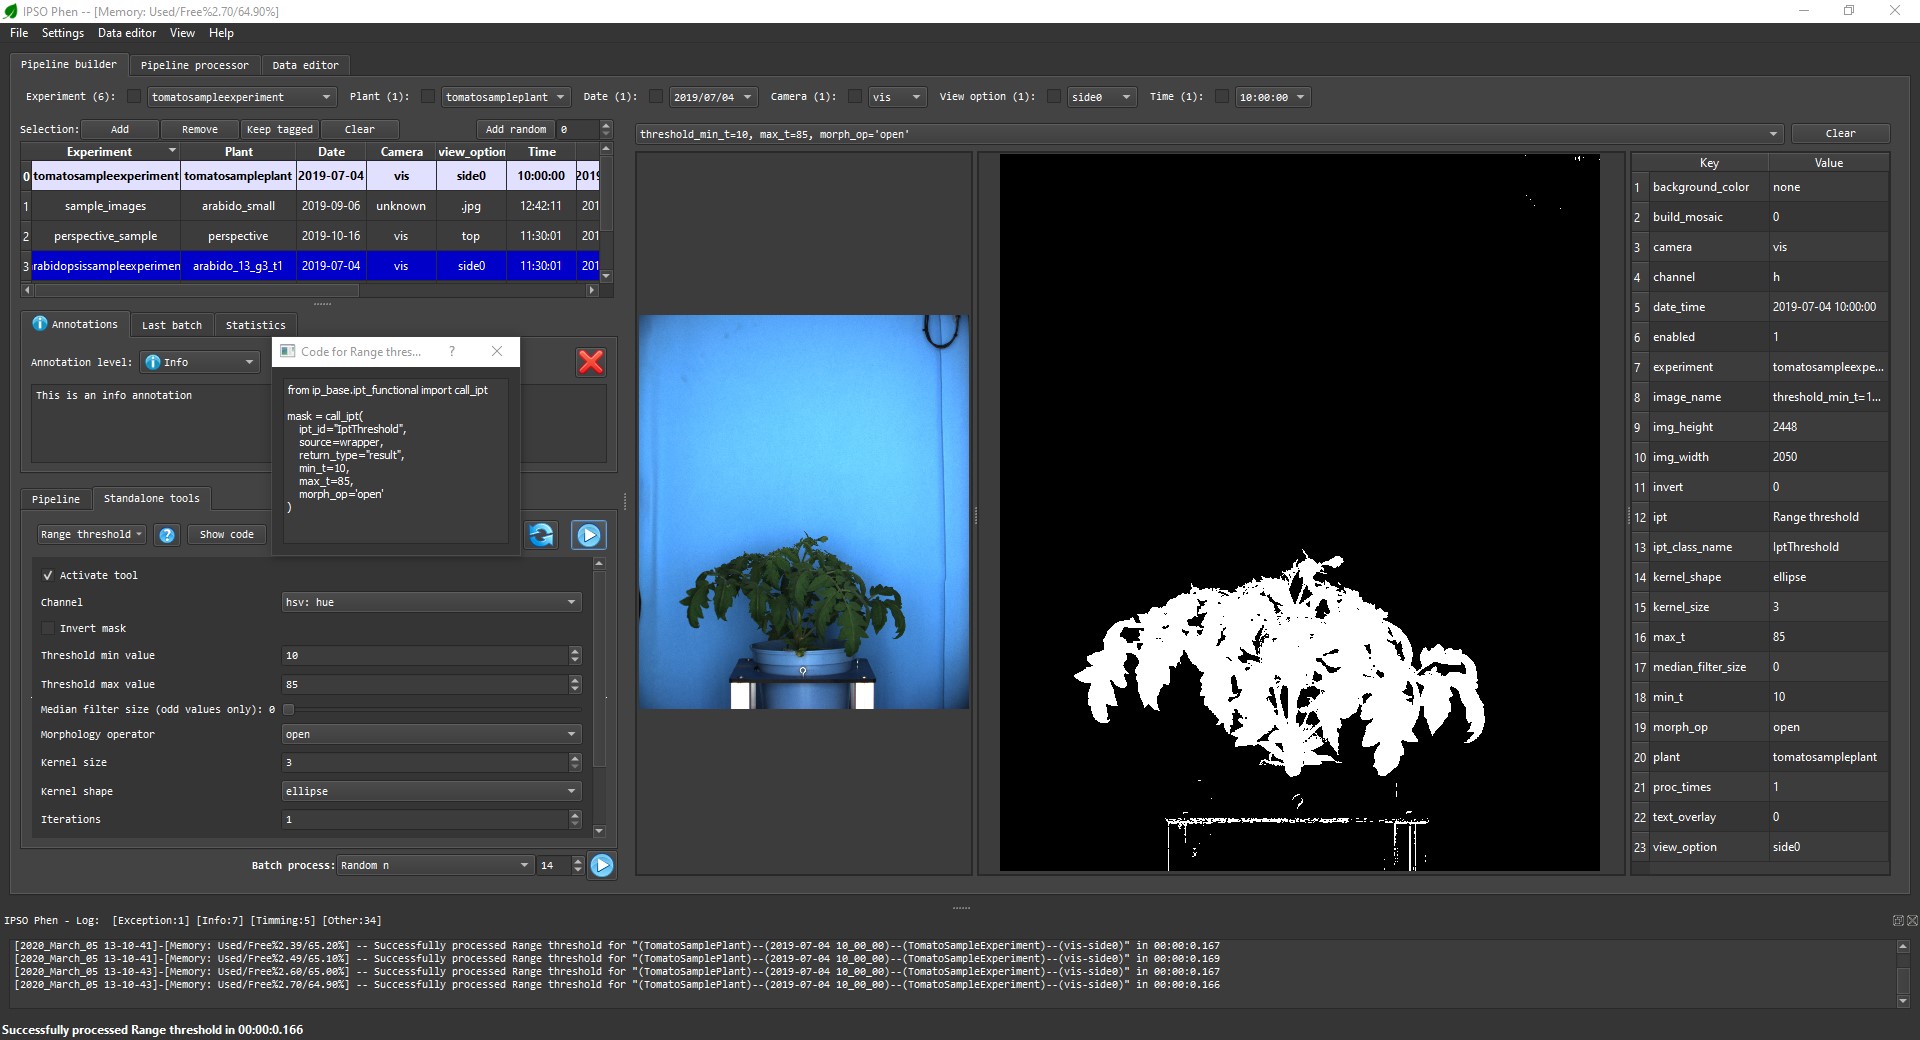 IPSO Phen -- [Memory: Used/Free%2.70/64.90%]
File Settings Data editor View Help
Pipeline builder Pipeline processor Data editor
Experiment (6): tomatosampleexperiment Plant (1): tomatosampleplant Date (1): 2019/07/04 Camera (1): vis View option (1): side0 Time (1): 10:00:00
Selection: Add Remove Keep tagged Clear Add random 0
threshold_min_t=10, max_t=85, morph_op='open' Clear
Experiment Plant Date Camera view_option Time
0 tomatosampleexperiment tomatosampleplant 2019-07-04 vis side0 10:00:00 2019
1 sample_images arabido_small 2019-09-06 unknown .jpg 12:42:11 201
2 perspective_sample perspective 2019-10-16 vis top 11:30:01 201
3 rabidopsissampleexperimen arabido_13_g3_t1 2019-07-04 vis side0 11:30:01 201
Annotations Last batch Statistics
Annotation level: Info
This is an info annotation
Code for Range thres... ?
from ip_base.ipt_functional import call_ipt
mask = call_ipt(
ipt_id="IptThreshold",
source=wrapper,
return_type="result",
min_t=10,
max_t=85,
morph_op='open'
)
Pipeline Standalone tools
Range threshold ? Show code
Activate tool
Channel hsv: hue
Invert mask
Threshold min value 10
Threshold max value 85
Median filter size (odd values only): 0
Morphology operator open
Kernel size 3
Kernel shape ellipse
Iterations 1
Batch process: Random n 14
Key Value
1 background_color none
2 build_mosaic 0
3 camera vis
4 channel h
5 date_time 2019-07-04 10:00:00
6 enabled 1
7 experiment tomatosampleexpe...
8 image_name threshold_min_t=1...
9 img_height 2448
10 img_width 2050
11 invert 0
12 ipt Range threshold
13 ipt_class_name IptThreshold
14 kernel_shape ellipse
15 kernel_size 3
16 max_t 85
17 median_filter_size 0
18 min_t 10
19 morph_op open
20 plant tomatosampleplant
21 proc_times 1
22 text_overlay 0
23 view_option side0
IPSO Phen - Log: [Exception:1] [Info:7] [Timming:5] [Other:34]
[2020_March_05 13-10-41]-[Memory: Used/Free%2.39/65.20%] -- Successfully processed Range threshold for "(TomatoSamplePlant)--(2019-07-04 10_00_00)--(TomatoSampleExperiment)--(vis-side0)" in 00:00:0.167
[2020_March_05 13-10-41]-[Memory: Used/Free%2.49/65.10%] -- Successfully processed Range threshold for "(TomatoSamplePlant)--(2019-07-04 10_00_00)--(TomatoSampleExperiment)--(vis-side0)" in 00:00:0.169
[2020_March_05 13-10-43]-[Memory: Used/Free%2.60/65.00%] -- Successfully processed Range threshold for "(TomatoSamplePlant)--(2019-07-04 10_00_00)--(TomatoSampleExperiment)--(vis-side0)" in 00:00:0.167
[2020_March_05 13-10-43]-[Memory: Used/Free%2.70/64.90%] -- Successfully processed Range threshold for "(TomatoSamplePlant)--(2019-07-04 10_00_00)--(TomatoSampleExperiment)--(vis-side0)" in 00:00:0.166
Successfully processed Range threshold in 00:00:0.166